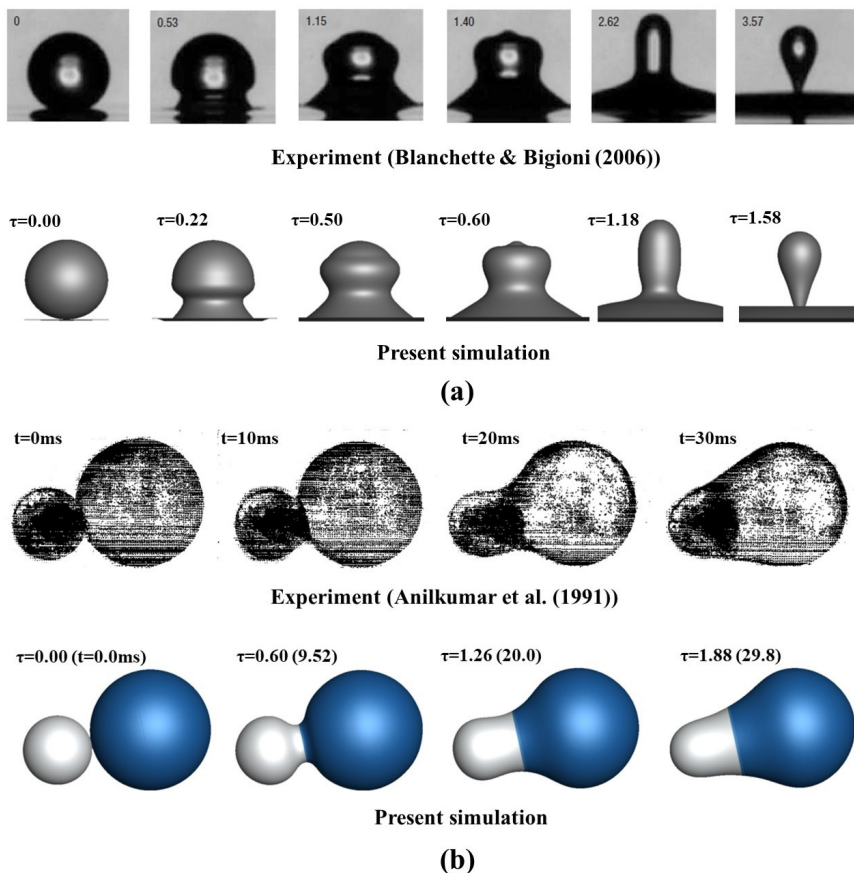 0 0.53 1.15 1.40 2.62 3.57
Experiment (Blanchette & Bigioni (2006))
τ=0.00 τ=0.22 τ=0.50 τ=0.60 τ=1.18 τ=1.58
Present simulation
(a)
t=0ms t=10ms t=20ms t=30ms
Experiment (Anilkumar et al. (1991))
τ=0.00 (t=0.0ms) τ=0.60 (9.52) τ=1.26 (20.0) τ=1.88 (29.8)
Present simulation
(b)